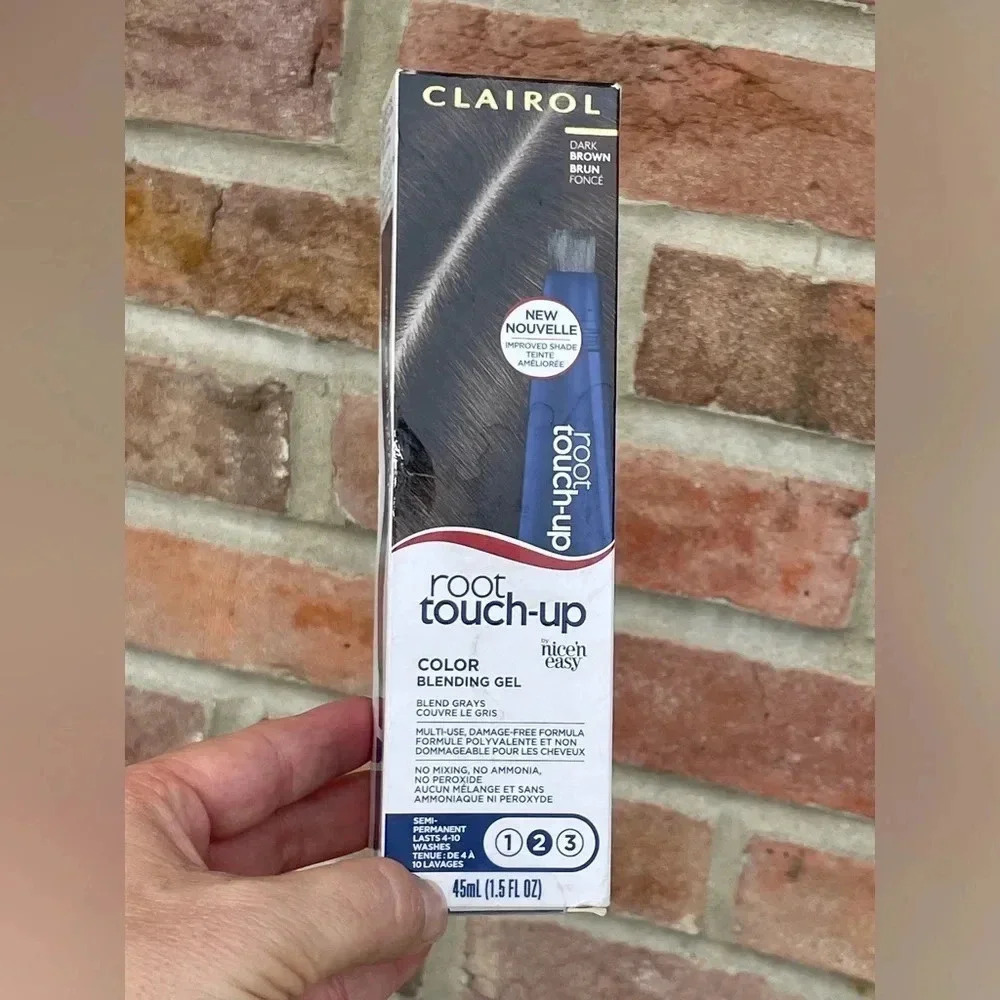 CLAIROL
DARK
BROWN
BRUN
FONCÉ
NEW
NOUVELLE
IMPROVED SHADE
TEINTE
AMÉLIORÉE
root
touch-up
root
touch-up
by
nice'n
easy
COLOR
BLENDING GEL
BLEND GRAYS
COUVRE LE GRIS
MULTI-USE, DAMAGE-FREE FORMULA
FORMULE POLYVALENTE ET NON
DOMMAGEABLE POUR LES CHEVEUX
NO MIXING, NO AMMONIA,
NO PEROXIDE
AUCUN MÉLANGE ET SANS
AMMONIAQUE NI PEROXYDE
SEMI-
PERMANENT
LASTS 4-10
WASHES
TENUE : DE 4 À
10 LAVAGES
1 2 3
45mL (1.5 FL OZ)